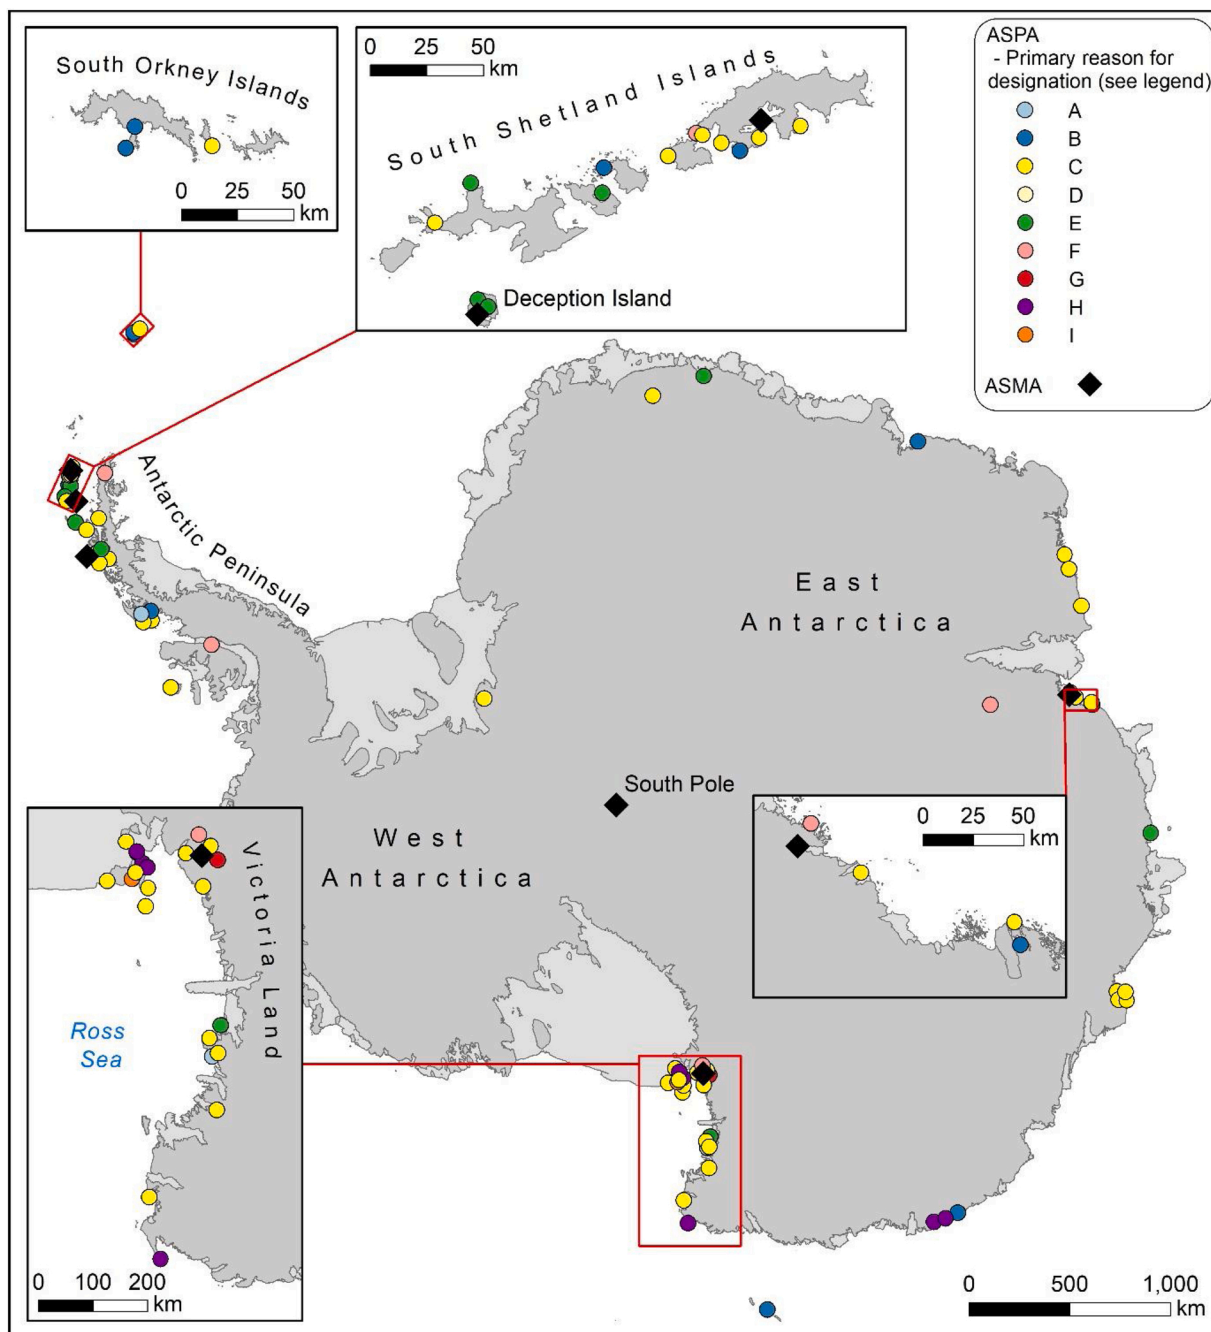 South Orkney Islands
0 25 50
km
0 25 50
km
South Shetland Islands
Deception Island
ASPA
- Primary reason for
designation (see legend)
A
B
C
D
E
F
G
H
I
ASMA
Antarctic Peninsula
East
Antarctica
South Pole
West
Antarctica
0 25 50
km
Victoria Land
Ross
Sea
0 100 200
km
0 500 1,000
km